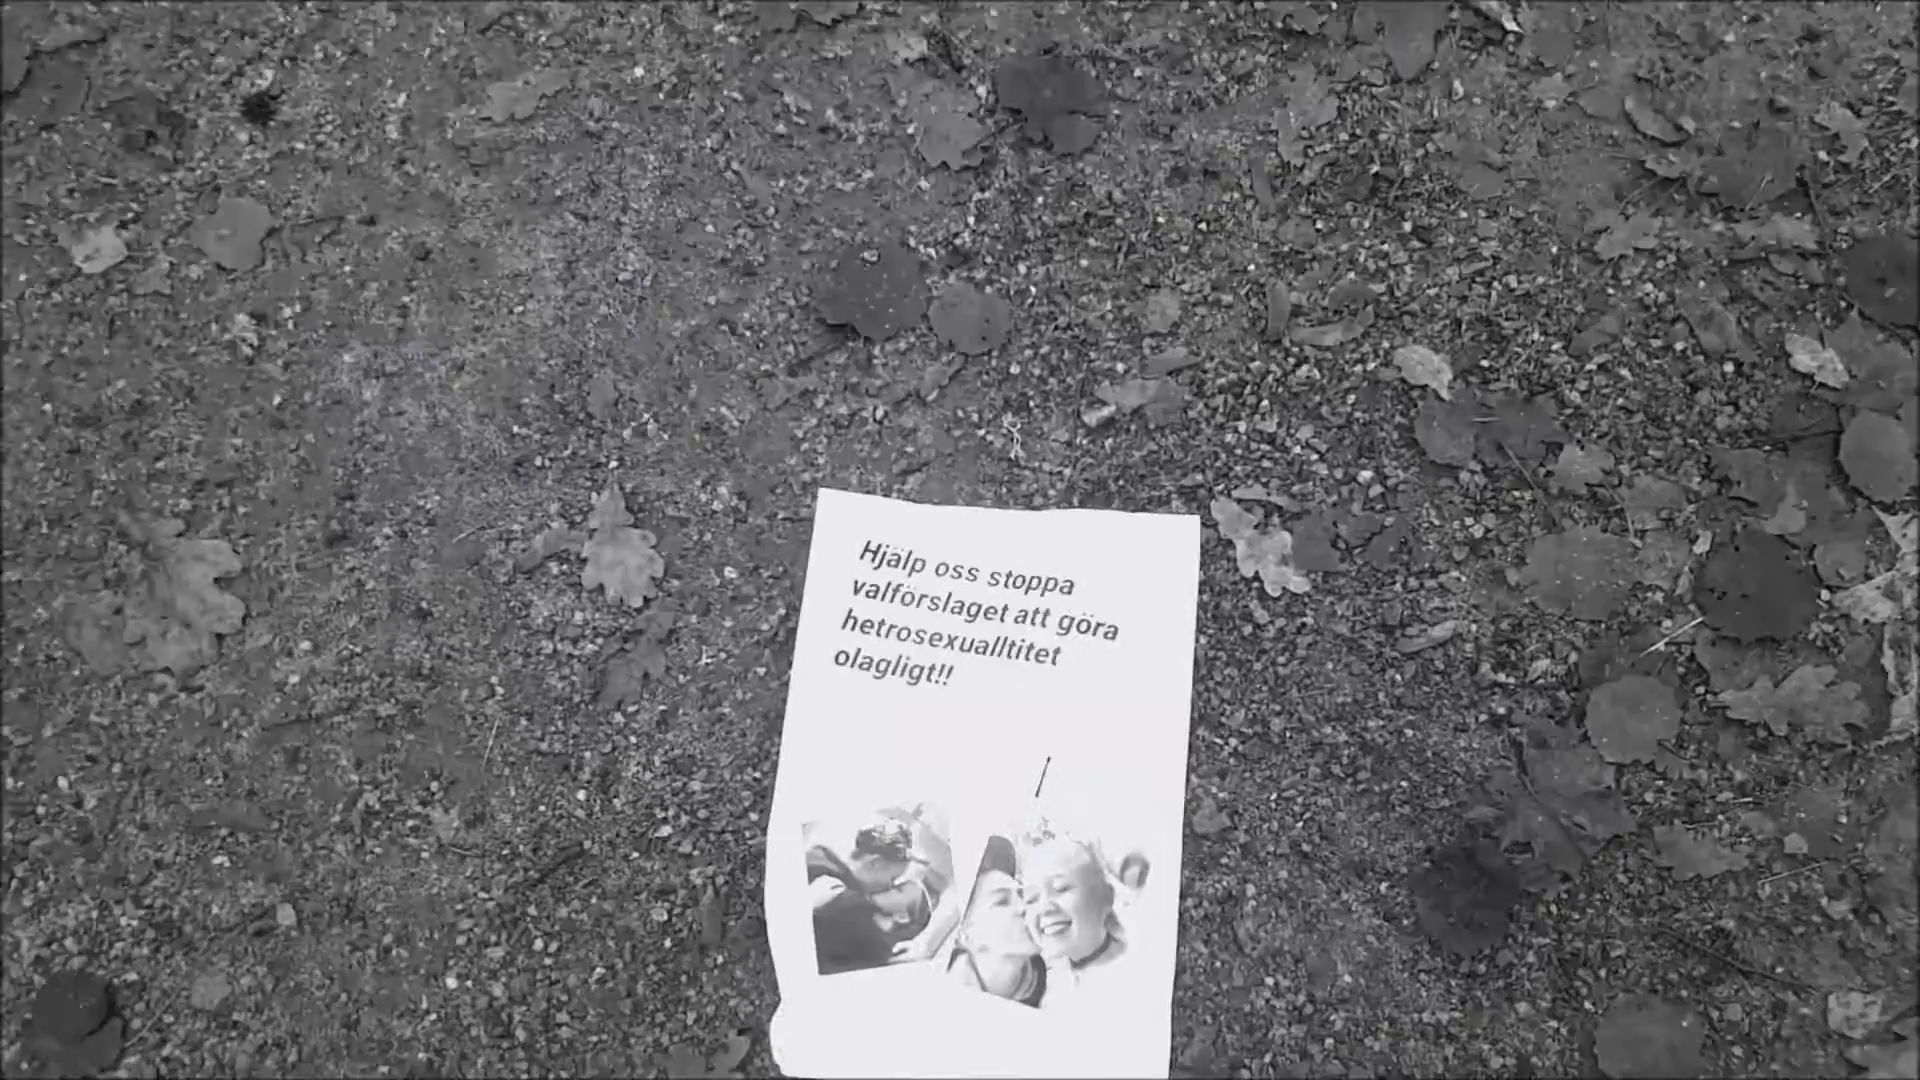 Hjälp oss stoppa
valförslaget att göra
hetrosexualltitet
olagligt!!